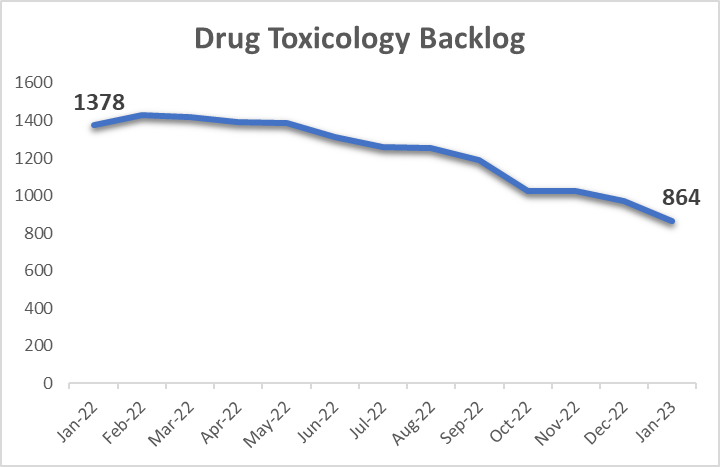 Drug Toxicology Backlog
1600
1400
1200
1000
800
600
400
200
0
1378
864
Jan-22
Feb-22
Mar-22
Apr-22
May-22
Jun-22
Jul-22
Aug-22
Sep-22
Oct-22
Nov-22
Dec-22
Jan-23